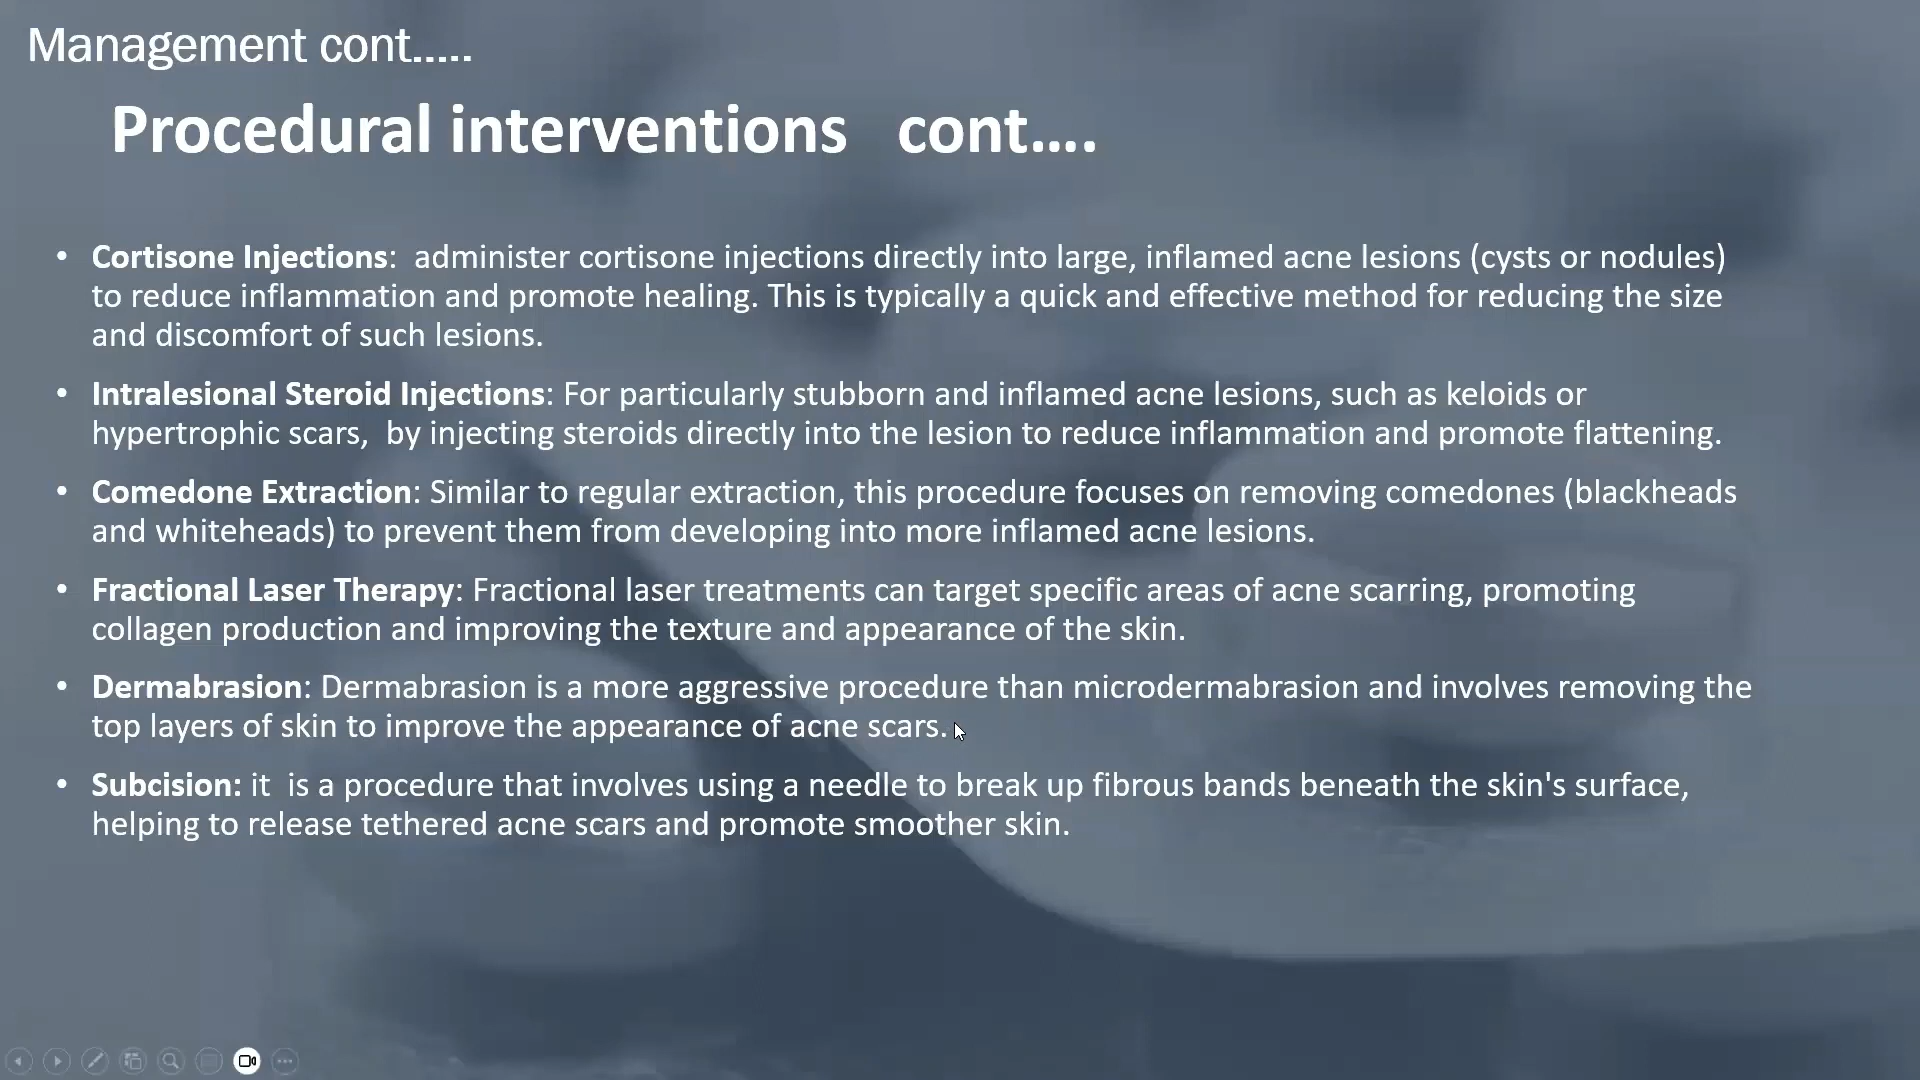 Management cont.....
Procedural interventions   cont....
• Cortisone Injections:  administer cortisone injections directly into large, inflamed acne lesions (cysts or nodules)
to reduce inflammation and promote healing. This is typically a quick and effective method for reducing the size
and discomfort of such lesions.
• Intralesional Steroid Injections: For particularly stubborn and inflamed acne lesions, such as keloids or
hypertrophic scars,  by injecting steroids directly into the lesion to reduce inflammation and promote flattening.
• Comedone Extraction: Similar to regular extraction, this procedure focuses on removing comedones (blackheads
and whiteheads) to prevent them from developing into more inflamed acne lesions.
• Fractional Laser Therapy: Fractional laser treatments can target specific areas of acne scarring, promoting
collagen production and improving the texture and appearance of the skin.
• Dermabrasion: Dermabrasion is a more aggressive procedure than microdermabrasion and involves removing the
top layers of skin to improve the appearance of acne scars.
• Subcision: it  is a procedure that involves using a needle to break up fibrous bands beneath the skin's surface,
helping to release tethered acne scars and promote smoother skin.